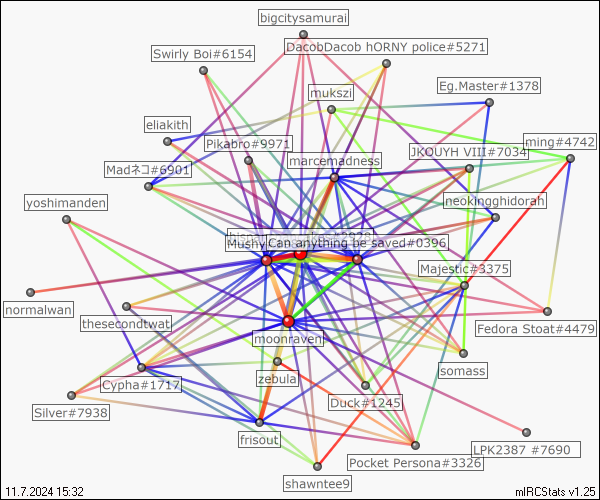 bigcitysamurai
DacobDacob hORNY police#5271
Swirly Boi#6154
Eg.Master#1378
mukszi
eliakith
Pikabro#9971
ming#4742
JKOUYH VIII#7034
marcemadness
Madネコ#6901
neokingghidorah
yoshimanden
Mushy
Can anything be saved#0396
Majestic#3375
normalwan
thesecondtwat
Fedora Stoat#4479
moonraven
somass
zebula
Cypha#1717
Duck#1245
Silver#7938
frisout
LPK2387 #7690
Pocket Persona#3326
shawntee9
11.7.2024 15:32
mIRCStats v1.25